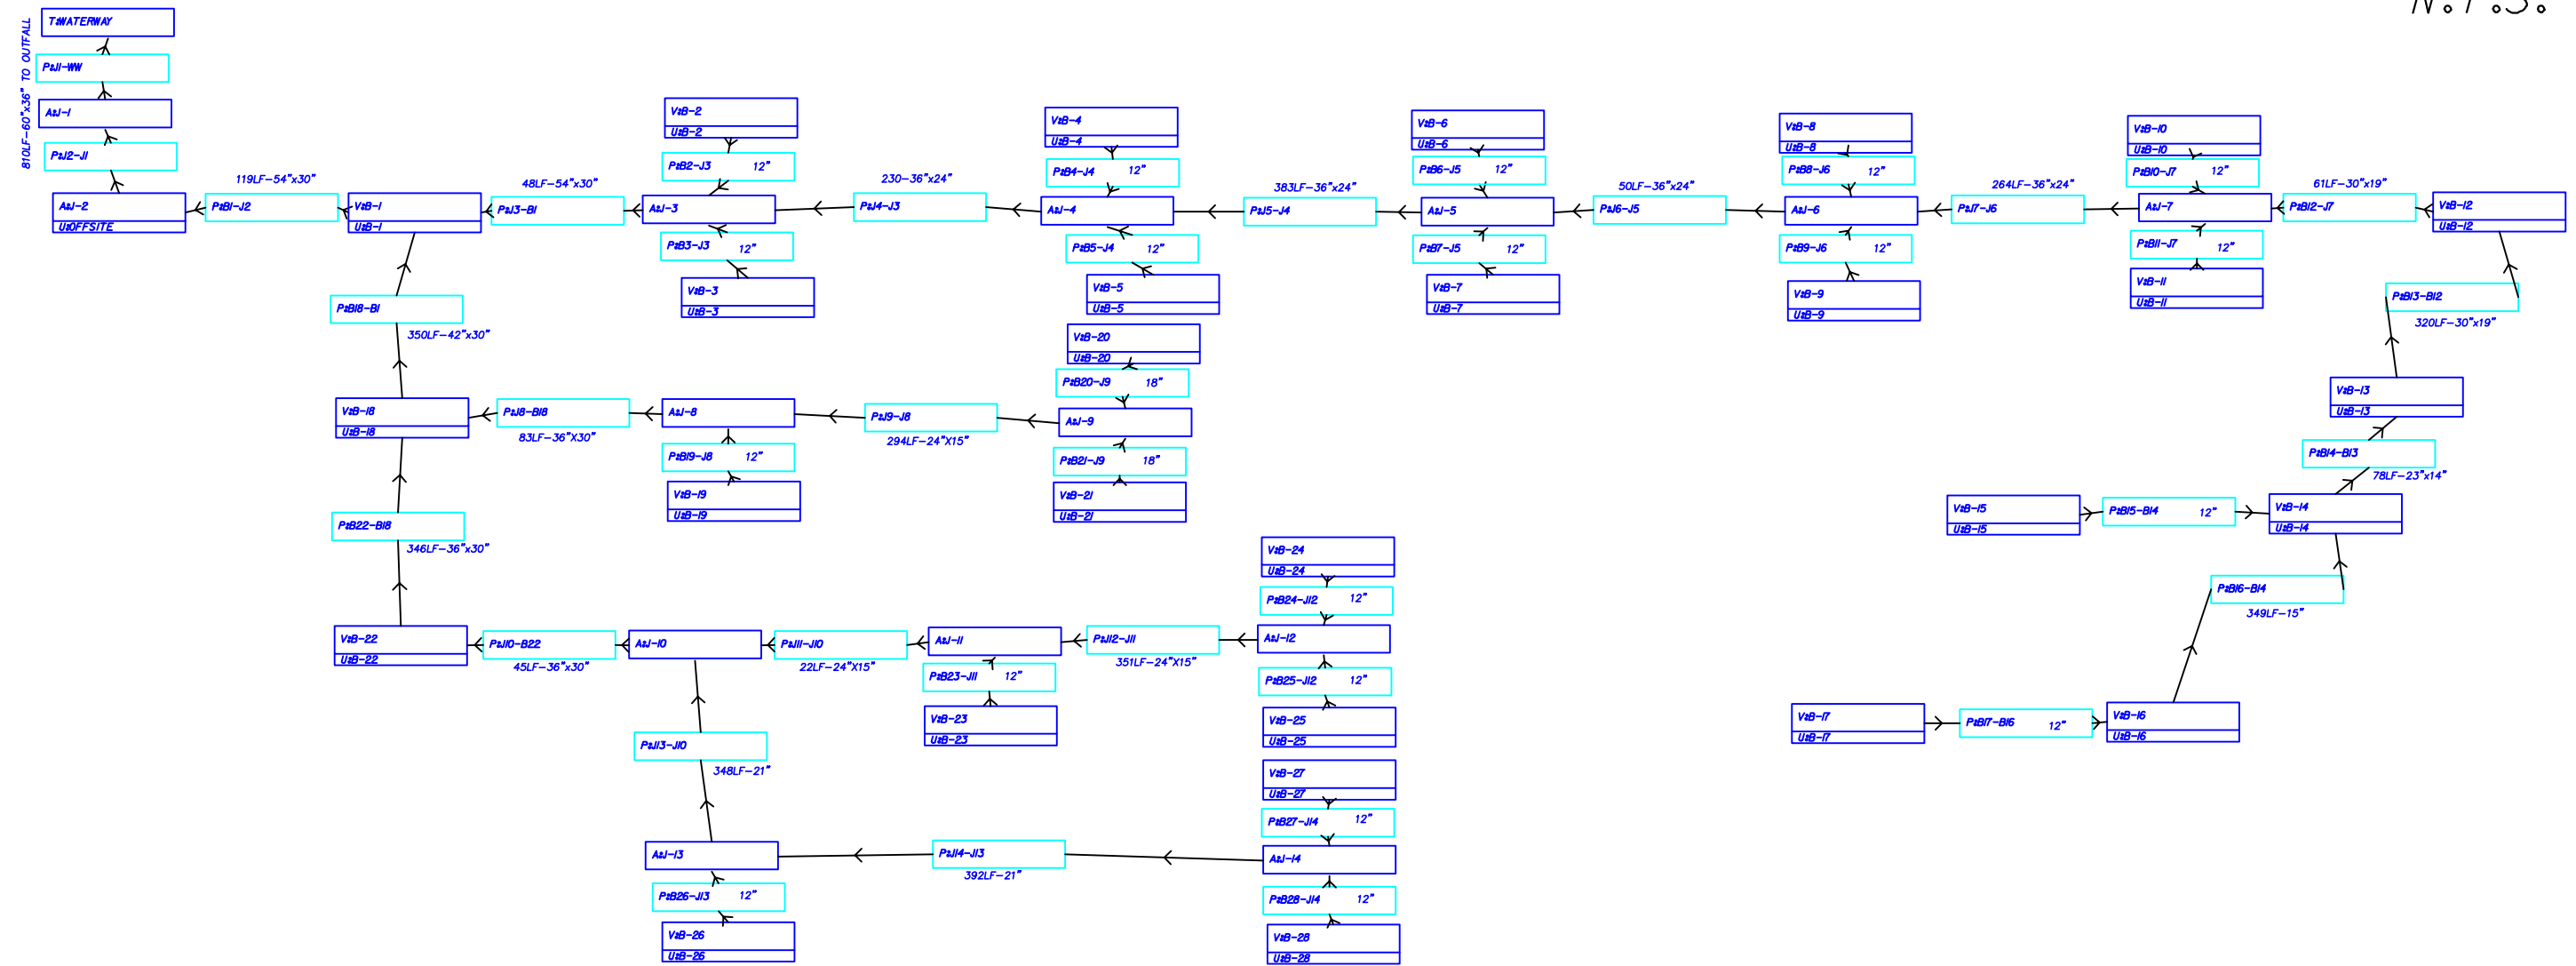 N.T.S.
T:WATERWAY
P:J1-WW
A:J-1
P:J2-J1
810LF-60"x36" TO OUTFALL
A:J-2
U:OFFSITE
119LF-54"x30"
P:B1-J2
V:B-1
U:B-1
48LF-54"x30"
P:J3-B1
V:B-2
U:B-2
P:B2-J3 12"
A:J-3
P:B3-J3 12"
V:B-3
U:B-3
230-36"x24"
P:J4-J3
V:B-4
U:B-4
P:B4-J4 12"
A:J-4
P:B5-J4 12"
V:B-5
U:B-5
383LF-36"x24"
P:J5-J4
V:B-6
U:B-6
P:B6-J5 12"
A:J-5
P:B7-J5 12"
V:B-7
U:B-7
50LF-36"x24"
P:J6-J5
V:B-8
U:B-8
P:B8-J6 12"
A:J-6
P:B9-J6 12"
V:B-9
U:B-9
264LF-36"x24"
P:J7-J6
V:B-10
U:B-10
P:B10-J7 12"
A:J-7
P:B11-J7 12"
V:B-11
U:B-11
61LF-30"x19"
P:B12-J7
V:B-12
U:B-12
P:B13-B12
320LF-30"x19"
V:B-13
U:B-13
P:B14-B13
78LF-23"x14"
V:B-14
U:B-14
V:B-15
U:B-15
P:B15-B14 12"
P:B16-B14
349LF-15"
V:B-17
U:B-17
P:B17-B16 12"
V:B-16
U:B-16
P:B18-B1
350LF-42"x30"
V:B-18
U:B-18
P:J8-B18
83LF-36"X30"
A:J-8
P:B19-J8 12"
V:B-19
U:B-19
P:J9-J8
294LF-24"X15"
V:B-20
U:B-20
P:B20-J9 18"
A:J-9
P:B21-J9 18"
V:B-21
U:B-21
P:B22-B18
346LF-36"x30"
V:B-22
U:B-22
P:J10-B22
45LF-36"x30"
A:J-10
P:J11-J10
22LF-24"X15"
A:J-11
P:B23-J11 12"
V:B-23
U:B-23
P:J12-J11
351LF-24"X15"
V:B-24
U:B-24
P:B24-J12 12"
A:J-12
P:B25-J12 12"
V:B-25
U:B-25
P:J13-J10
348LF-21"
A:J-13
P:B26-J13 12"
V:B-26
U:B-26
P:J14-J13
392LF-21"
V:B-27
U:B-27
P:B27-J14 12"
A:J-14
P:B28-J14 12"
V:B-28
U:B-28